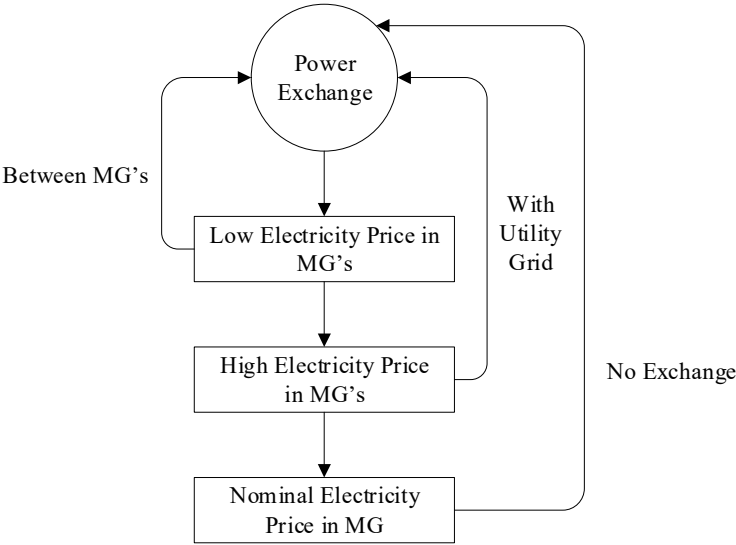 Power
Exchange
Between MG's
Low Electricity Price in
MG's
With
Utility
Grid
High Electricity Price
in MG's
No Exchange
Nominal Electricity
Price in MG